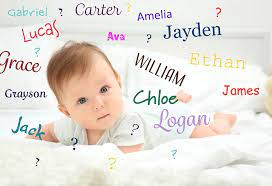 Gabriel ? Carter ? Amelia
Lucas Ava ? Jayden
Grace ? WILLIAM Ethan
Grayson ? Chloe James
Jack ? Logan
? ? ?